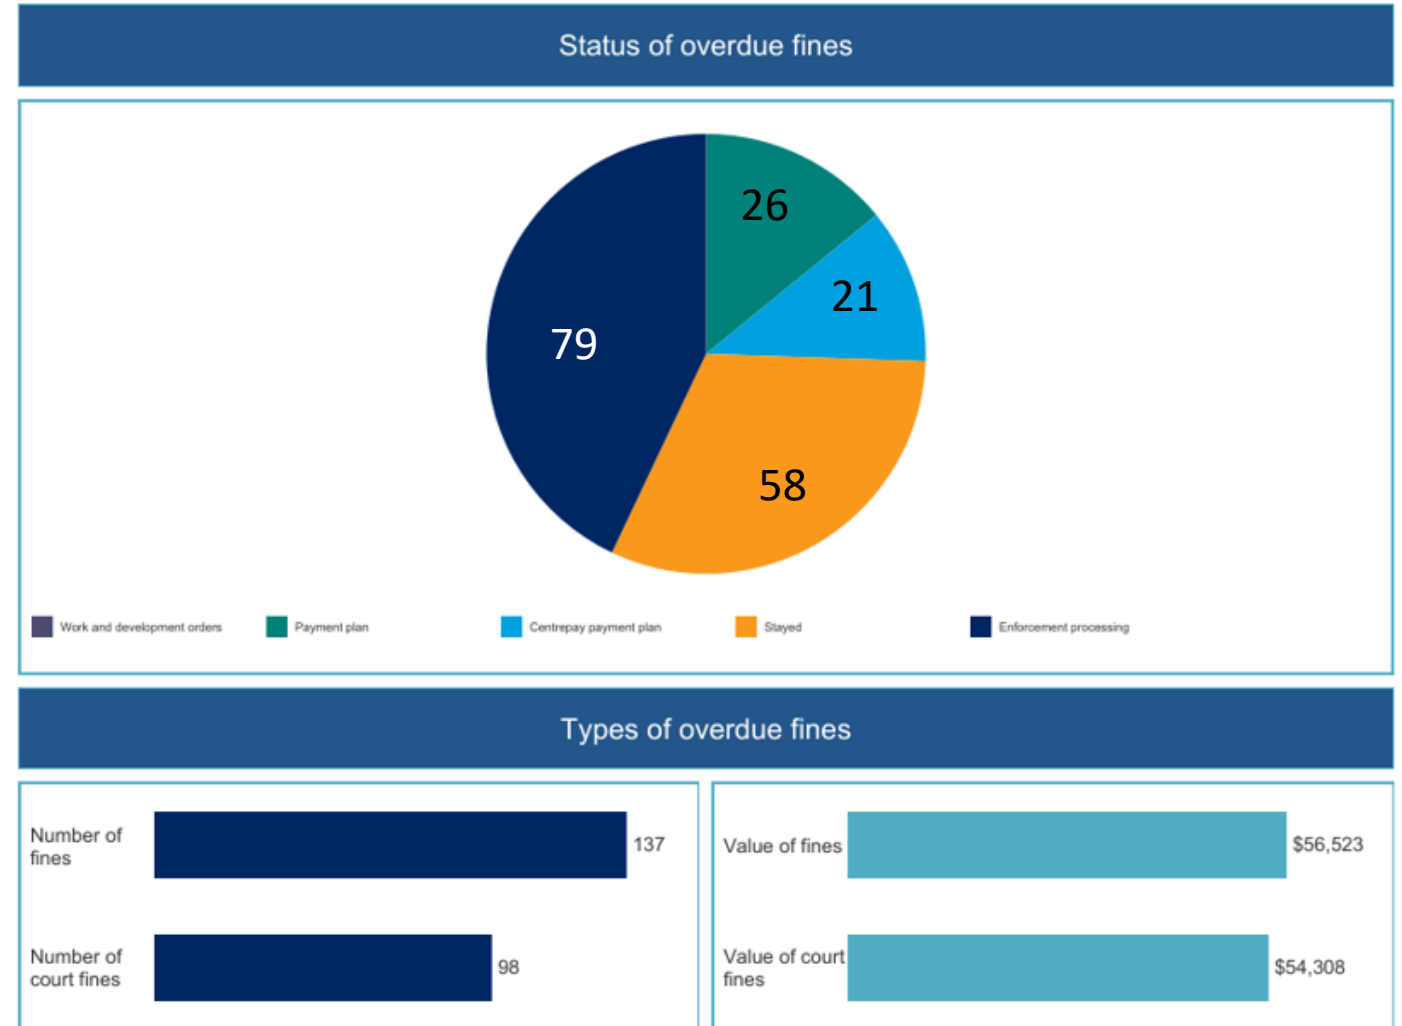 Status of overdue fines
26
21
79
58
Work and development orders
Payment plan
Centrepay payment plan
Stayed
Enforcement processing
Types of overdue fines
Number of
fines
137
Number of
court fines
98
Value of fines
$56,523
Value of court
fines
$54,308